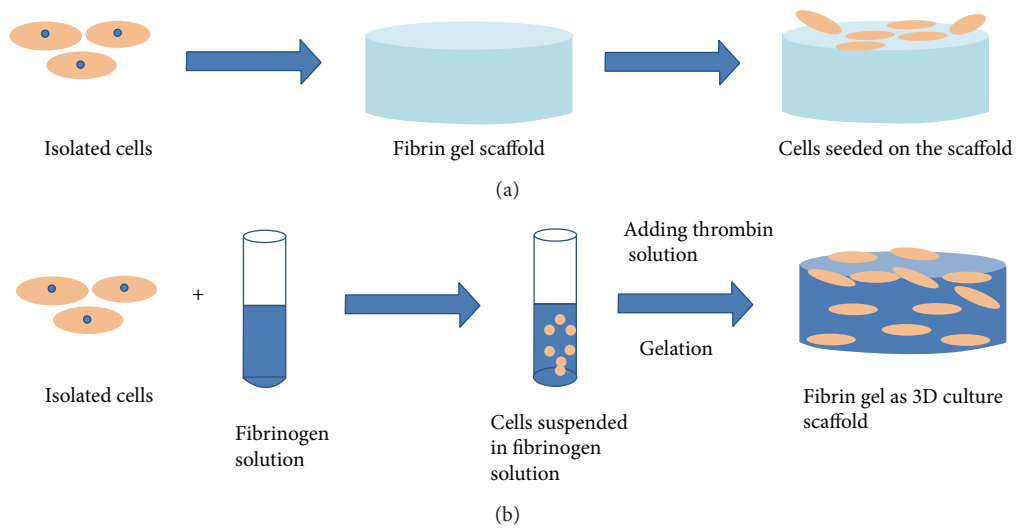 Isolated cells
Fibrin gel scaffold
Cells seeded on the scaffold
(a)
Isolated cells
+
Fibrinogen
solution
Cells suspended
in fibrinogen
solution
Adding thrombin
solution
Gelation
Fibrin gel as 3D culture
scaffold
(b)